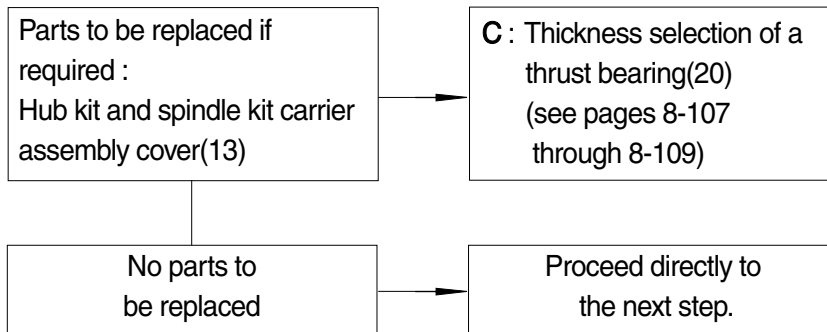 Parts to be replaced if
required :
Hub kit and spindle kit carrier
assembly cover(13)
C : Thickness selection of a
thrust bearing(20)
(see pages 8-107
through 8-109)
No parts to
be replaced
Proceed directly to
the next step.